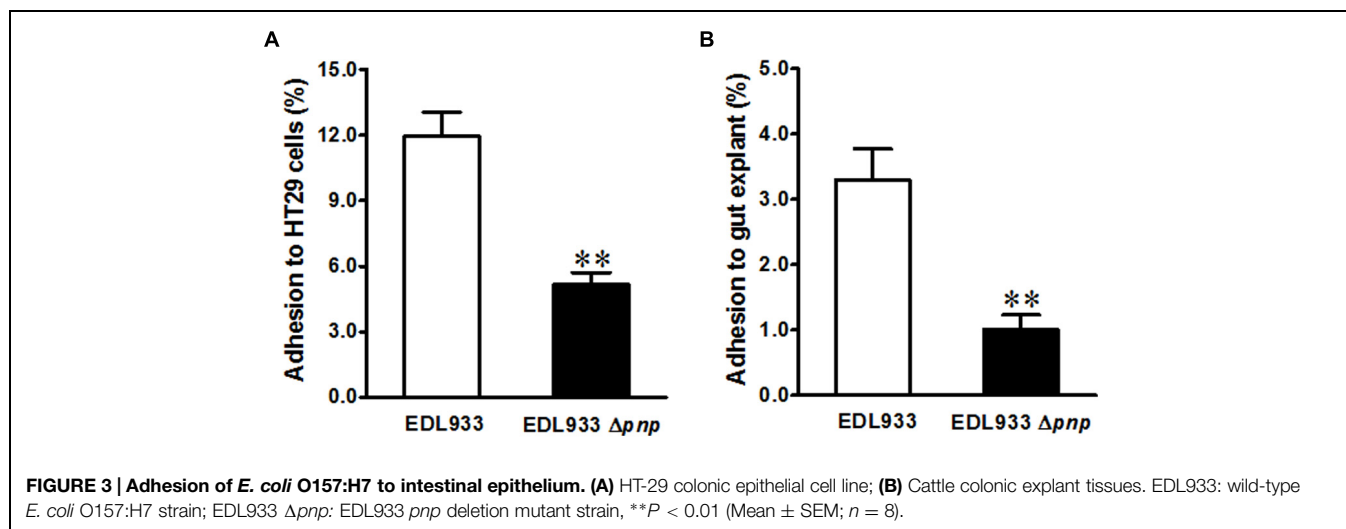 A
Adhesion to HT29 cells (%)
15.0
12.0
9.0
6.0
3.0
0.0
**
EDL933
EDL933 Δpnp
B
Adhesion to gut explant (%)
5.0
4.0
3.0
2.0
1.0
0.0
**
EDL933
EDL933 Δpnp
FIGURE 3 | Adhesion of E. coli O157:H7 to intestinal epithelium. (A) HT-29 colonic epithelial cell line; (B) Cattle colonic explant tissues. EDL933: wild-type
E. coli O157:H7 strain; EDL933 Δpnp: EDL933 pnp deletion mutant strain, **P < 0.01 (Mean ± SEM; n = 8).